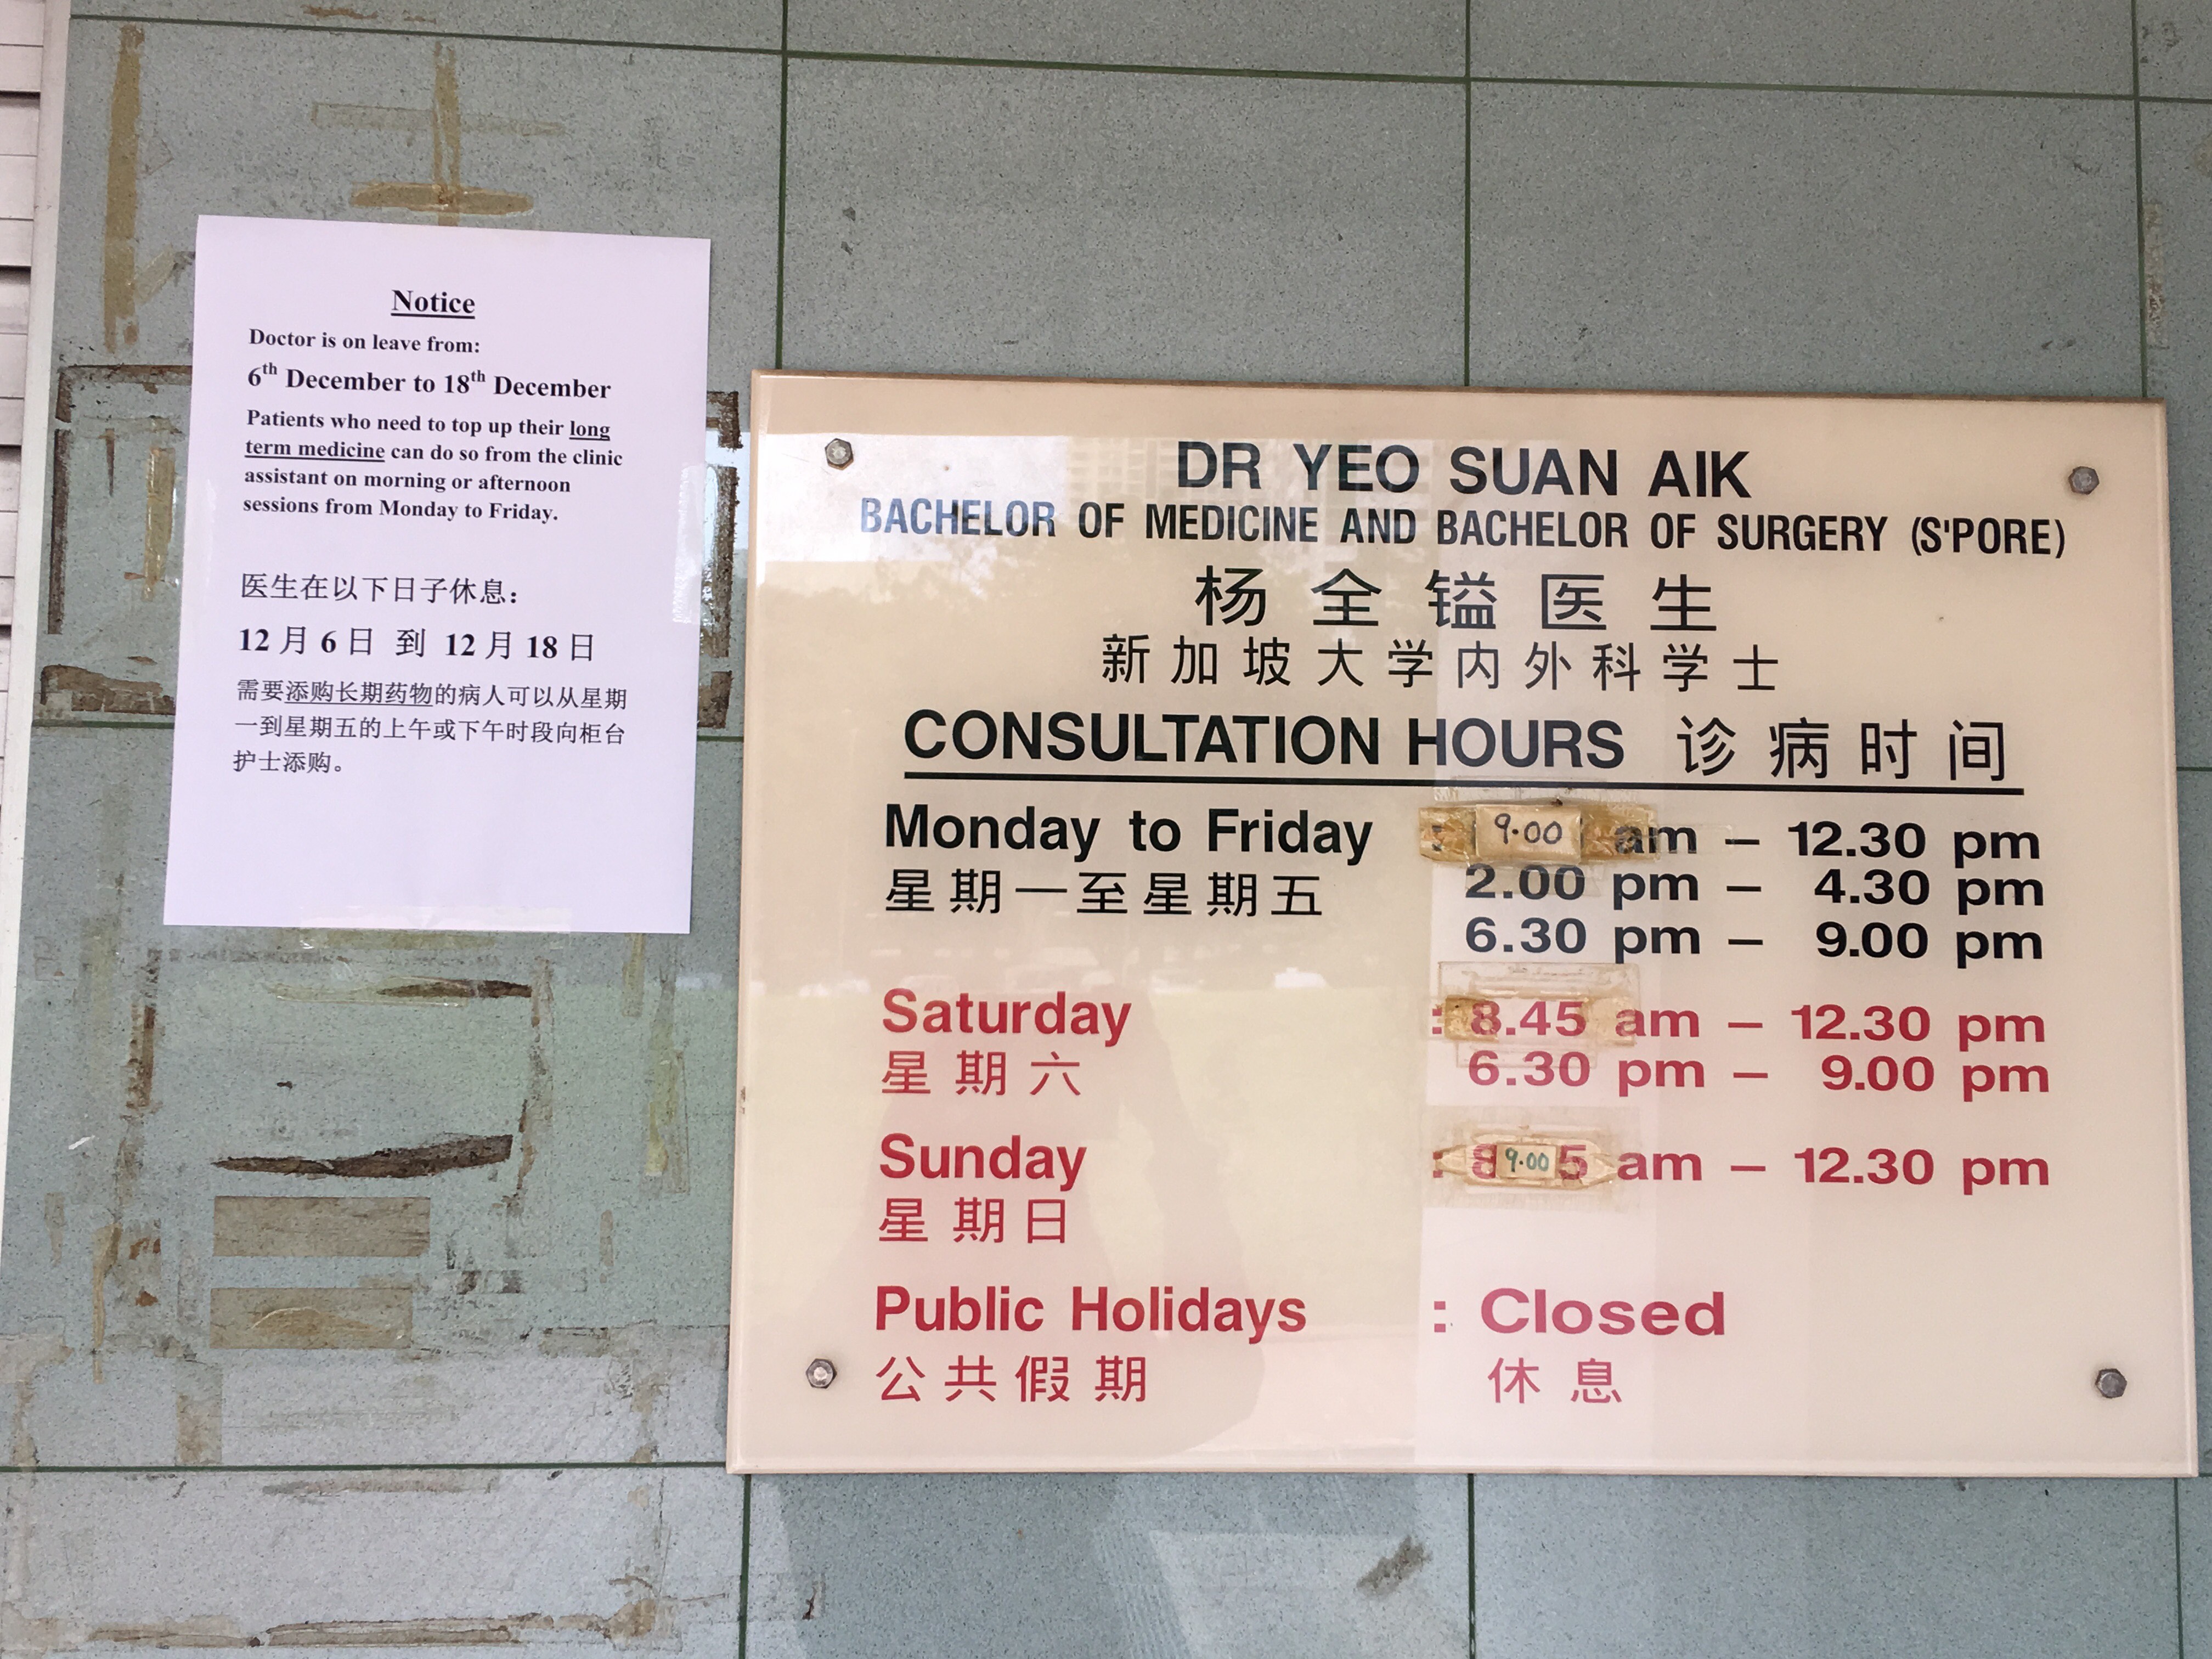 Notice
Doctor is on leave from:
6th December to 18th December
Patients who need to top up their long
term medicine can do so from the clinic
assistant on morning or afternoon
sessions from Monday to Friday.
医生在以下日子休息：
12 月 6 日 到 12 月 18 日
需要添购长期药物的病人可以从星期
一到星期五的上午或下午时段向柜台
护士添购。
DR YEO SUAN AIK
BACHELOR OF MEDICINE AND BACHELOR OF SURGERY (S'PORE)
杨全镒医生
新加坡大学内外科学士
CONSULTATION HOURS 诊病时间
Monday to Friday : 9.00 am – 12.30 pm
星期一至星期五 2.00 pm – 4.30 pm
6.30 pm – 9.00 pm
Saturday : 8.45 am – 12.30 pm
星期六 6.30 pm – 9.00 pm
Sunday : 9.00 am – 12.30 pm
星期日
Public Holidays : Closed
公共假期 休息